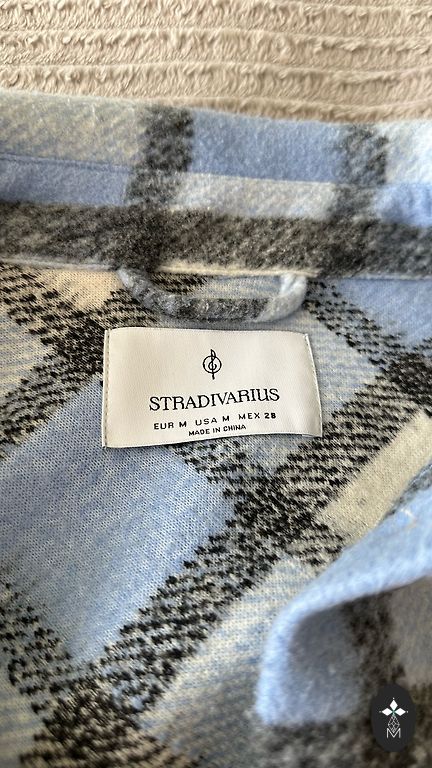 STRADIVARIUS
EUR M USA M MEX 28
MADE IN CHINA